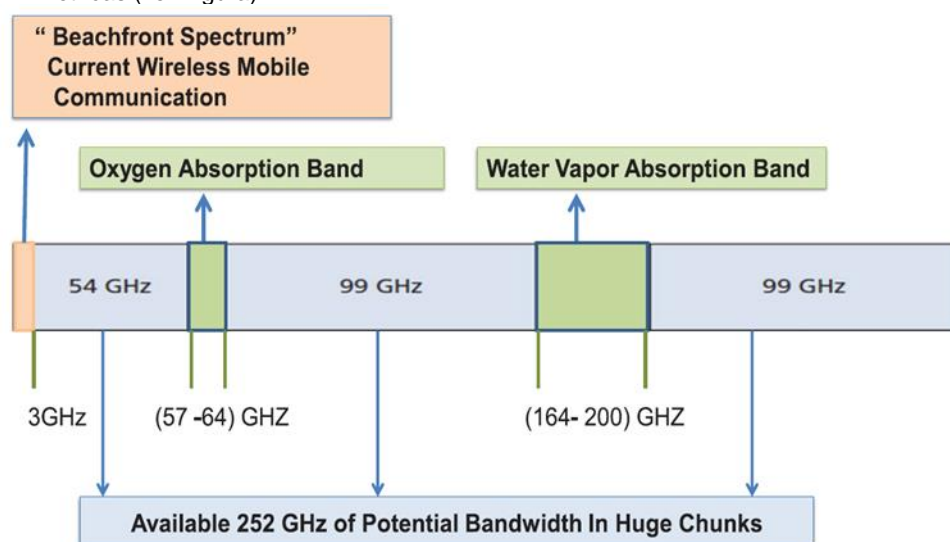 “ Beachfront Spectrum”
Current Wireless Mobile
Communication
Oxygen Absorption Band
Water Vapor Absorption Band
54 GHz
99 GHz
99 GHz
3GHz
(57 -64) GHZ
(164- 200) GHZ
Available 252 GHz of Potential Bandwidth In Huge Chunks